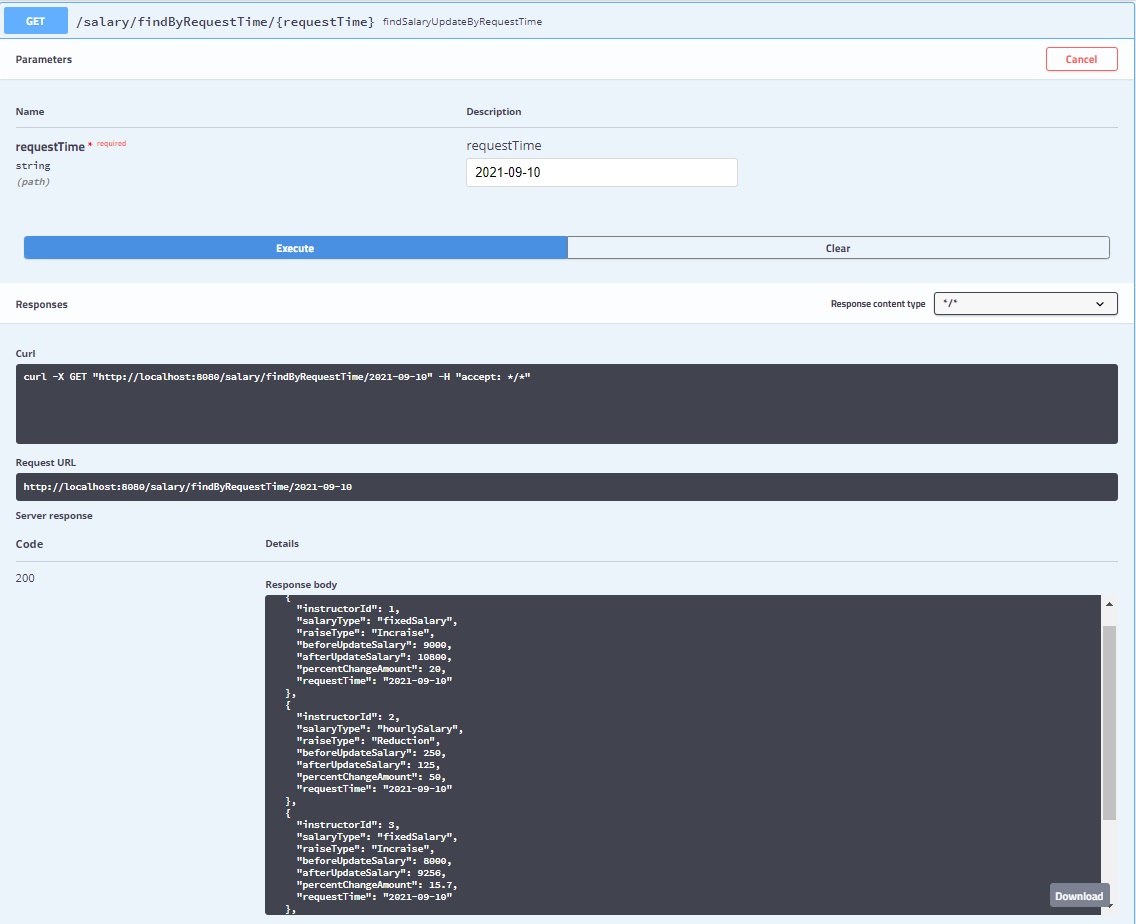 GET /salary/findByRequestTime/{requestTime} findSalaryUpdateByRequestTime
Parameters Cancel
Name Description
requestTime * required requestTime
string 2021-09-10
(path)
Execute Clear
Responses Response content type */*
Curl
curl -X GET "http://localhost:8080/salary/findByRequestTime/2021-09-10" -H "accept: */*"
Request URL
http://localhost:8080/salary/findByRequestTime/2021-09-10
Server response
Code Details
200
Response body
{
"instructorId": 1,
"salaryType": "fixedSalary",
"raiseType": "Incraise",
"beforeUpdateSalary": 9000,
"afterUpdateSalary": 10800,
"percentChangeAmount": 20,
"requestTime": "2021-09-10"
},
{
"instructorId": 2,
"salaryType": "hourlySalary",
"raiseType": "Reduction",
"beforeUpdateSalary": 250,
"afterUpdateSalary": 125,
"percentChangeAmount": 50,
"requestTime": "2021-09-10"
},
{
"instructorId": 3,
"salaryType": "fixedSalary",
"raiseType": "Incraise",
"beforeUpdateSalary": 8000,
"afterUpdateSalary": 9256,
"percentChangeAmount": 15.7,
"requestTime": "2021-09-10"
},
Download